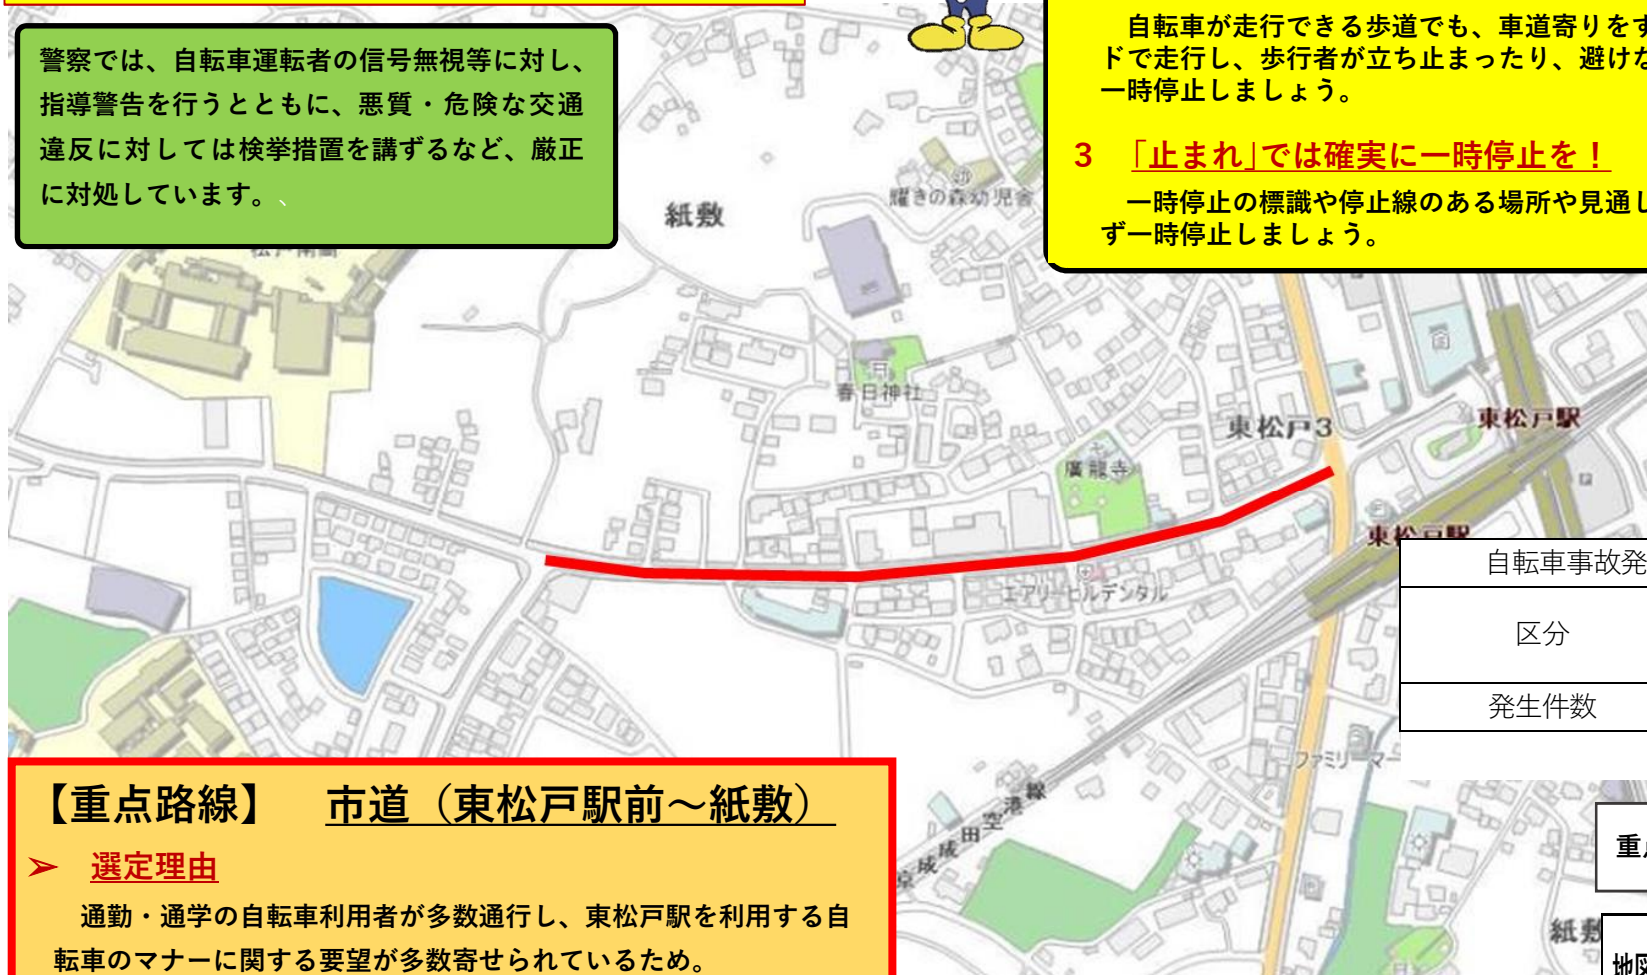 警察では、自転車運転者の信号無視等に対し、
指導警告を行うとともに、悪質・危険な交通
違反に対しては検挙措置を講ずるなど、厳正
に対処しています。、
自転車が走行できる歩道でも、車道寄りをす
ドで走行し、歩行者が立ち止まったり、避けな
一時停止しましょう。
3 「止まれ」では確実に一時停止を！
一時停止の標識や停止線のある場所や見通し
ず一時停止しましょう。
紙敷
耀きの森幼児舎
春日神社
東松戸3
東松戸駅
廣龍寺
東松戸駅
エアリービルデンタル
自転車事故発
区分
発生件数
ファミリーマー
京成成田空港線
【重点路線】 市道（東松戸駅前～紙敷）
➢ 選定理由
通勤・通学の自転車利用者が多数通行し、東松戸駅を利用する自
転車のマナーに関する要望が多数寄せられているため。
重点
紙敷
地図